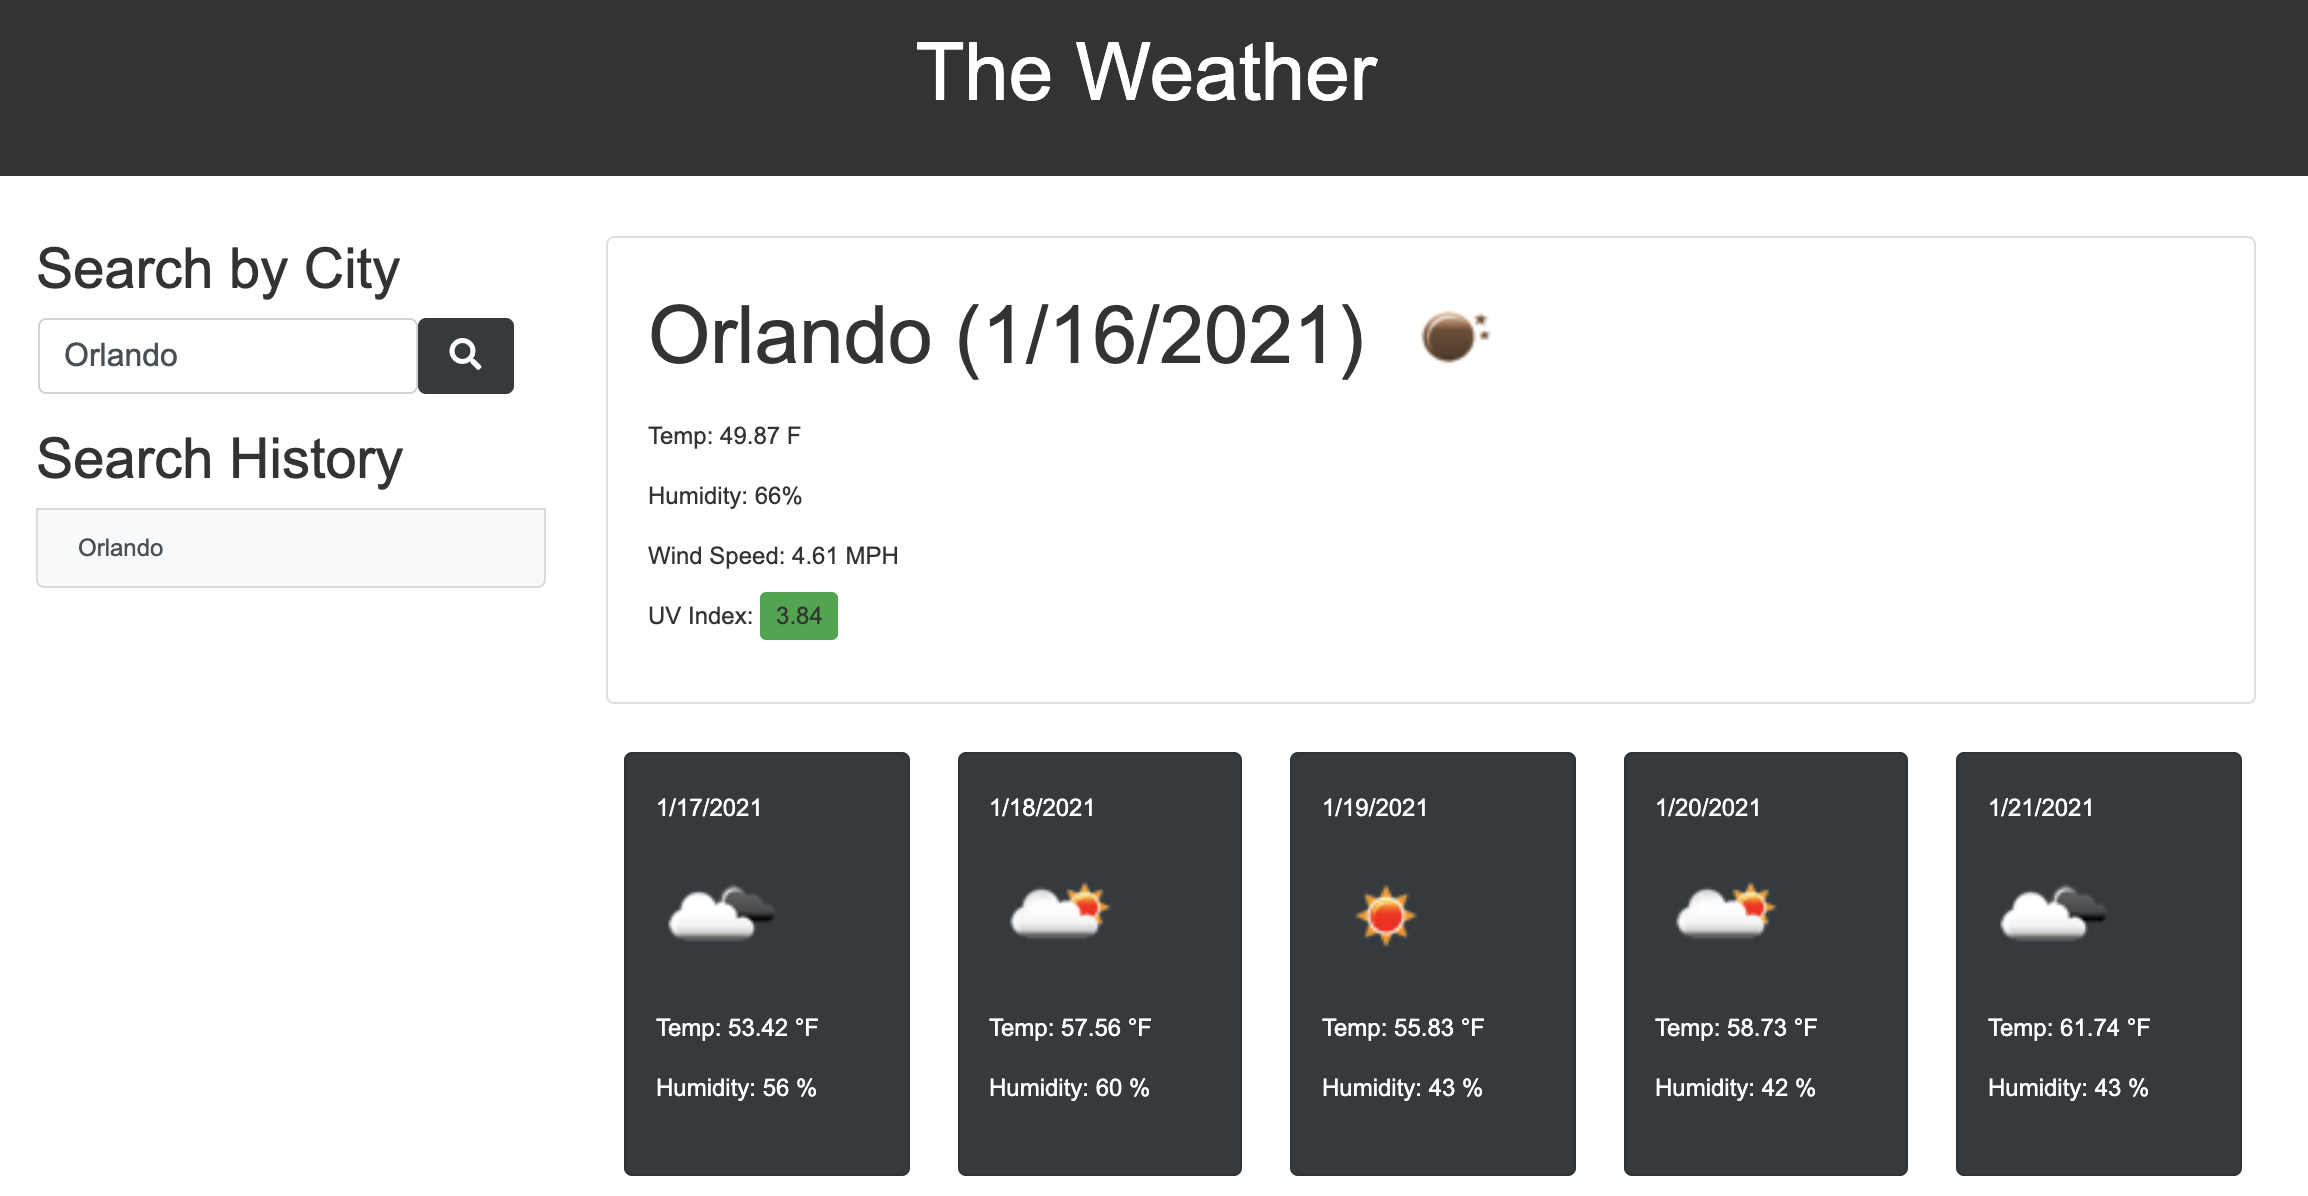 The Weather
Search by City
Orlando
Search History
Orlando
Orlando (1/16/2021)
Temp: 49.87 F
Humidity: 66%
Wind Speed: 4.61 MPH
UV Index: 3.84
1/17/2021
Temp: 53.42 °F
Humidity: 56 %
1/18/2021
Temp: 57.56 °F
Humidity: 60 %
1/19/2021
Temp: 55.83 °F
Humidity: 43 %
1/20/2021
Temp: 58.73 °F
Humidity: 42 %
1/21/2021
Temp: 61.74 °F
Humidity: 43 %